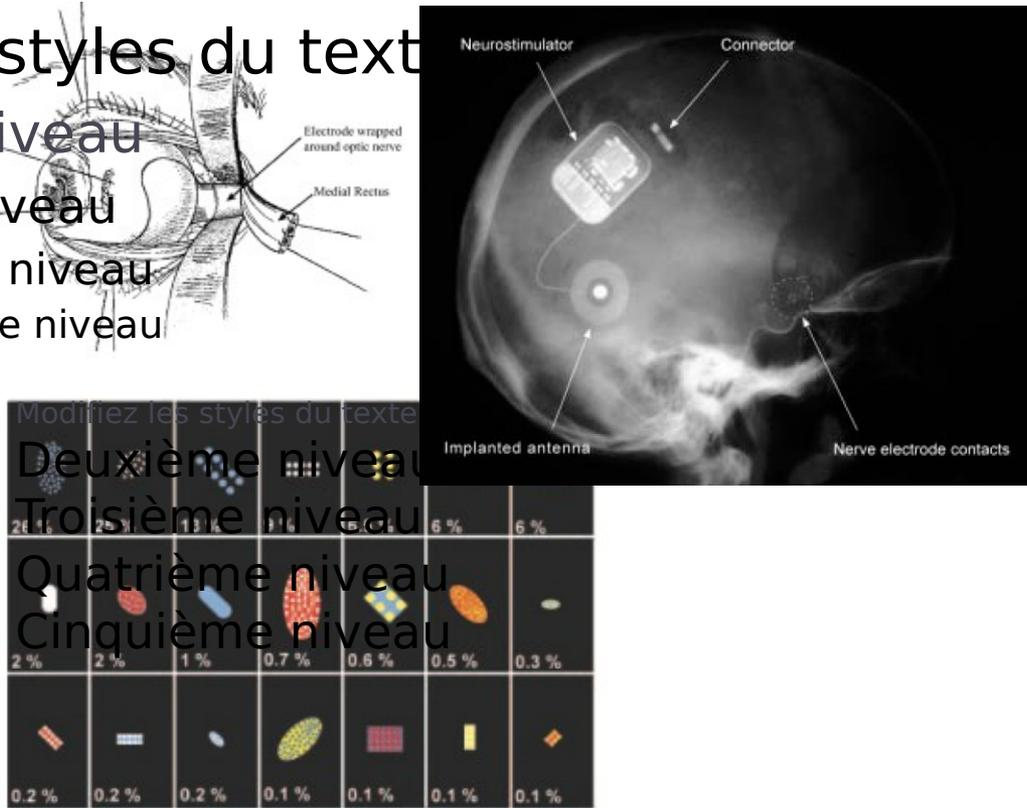 styles du text
iveau
veau
niveau
e niveau
Electrode wrapped
around optic nerve
Medial Rectus
Neurostimulator
Connector
Implanted antenna
Nerve electrode contacts
Modifiez les styles du texte
Deuxième niveau
Troisième niveau
Quatrième niveau
Cinquième niveau
6 % 6 %
2 % 2 % 1 % 0.7 % 0.6 % 0.5 % 0.3 %
0.2 % 0.2 % 0.2 % 0.1 % 0.1 % 0.1 % 0.1 %